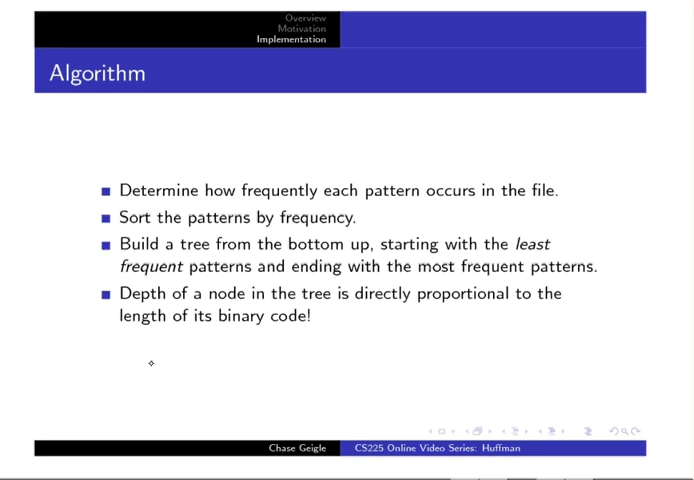 Overview
Motivation
Implementation
Algorithm
Determine how frequently each pattern occurs in the file.
Sort the patterns by frequency.
Build a tree from the bottom up, starting with the least
frequent patterns and ending with the most frequent patterns.
Depth of a node in the tree is directly proportional to the
length of its binary code!
Chase Geigle
CS225 Online Video Series: Huffman